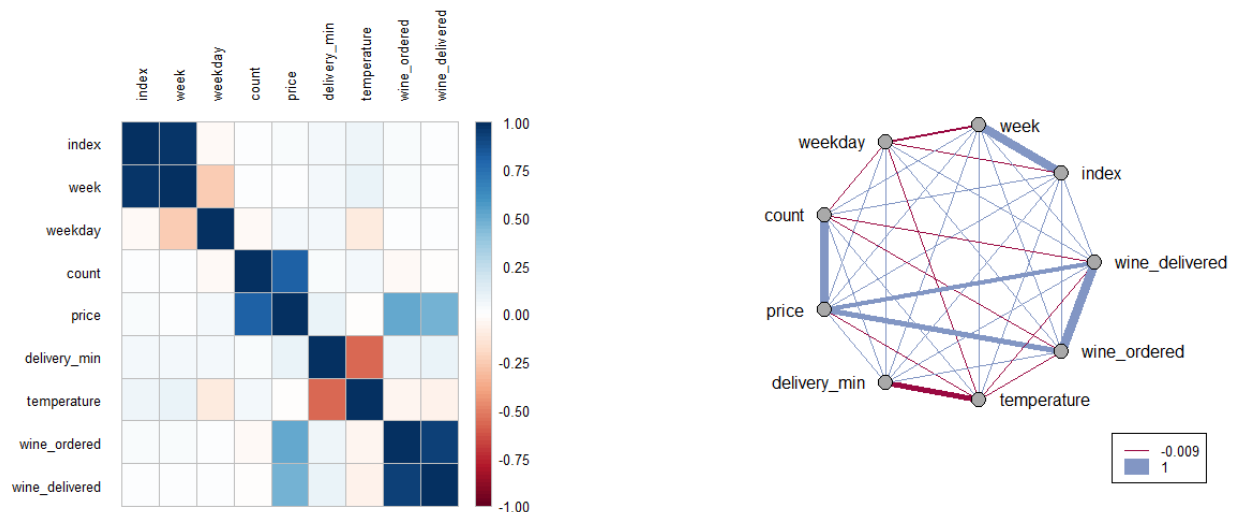 index
week
weekday
count
price
delivery_min
temperature
wine_ordered
wine_delivered
index
week
weekday
count
price
delivery_min
temperature
wine_ordered
wine_delivered
1.00
0.75
0.50
0.25
0.00
-0.25
-0.50
-0.75
-1.00
week
weekday
index
count
wine_delivered
price
wine_ordered
delivery_min
temperature
-0.009
1